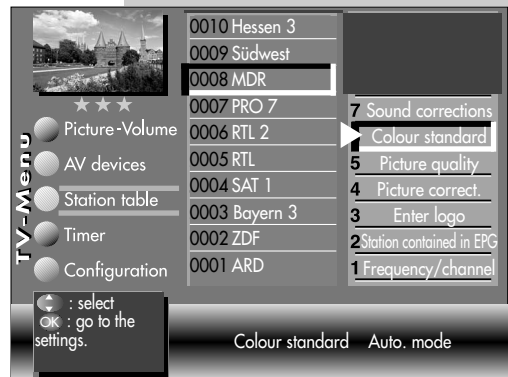 TV-Menu
Picture-Volume
AV devices
Station table
Timer
Configuration
0010 Hessen 3
0009 Südwest
0008 MDR
0007 PRO 7
0006 RTL 2
0005 RTL
0004 SAT 1
0003 Bayern 3
0002 ZDF
0001 ARD
7 Sound corrections
Colour standard
5 Picture quality
4 Picture correct.
3 Enter logo
2 Station contained in EPG
1 Frequency/channel
: select
OK : go to the
settings.
Colour standard Auto. mode